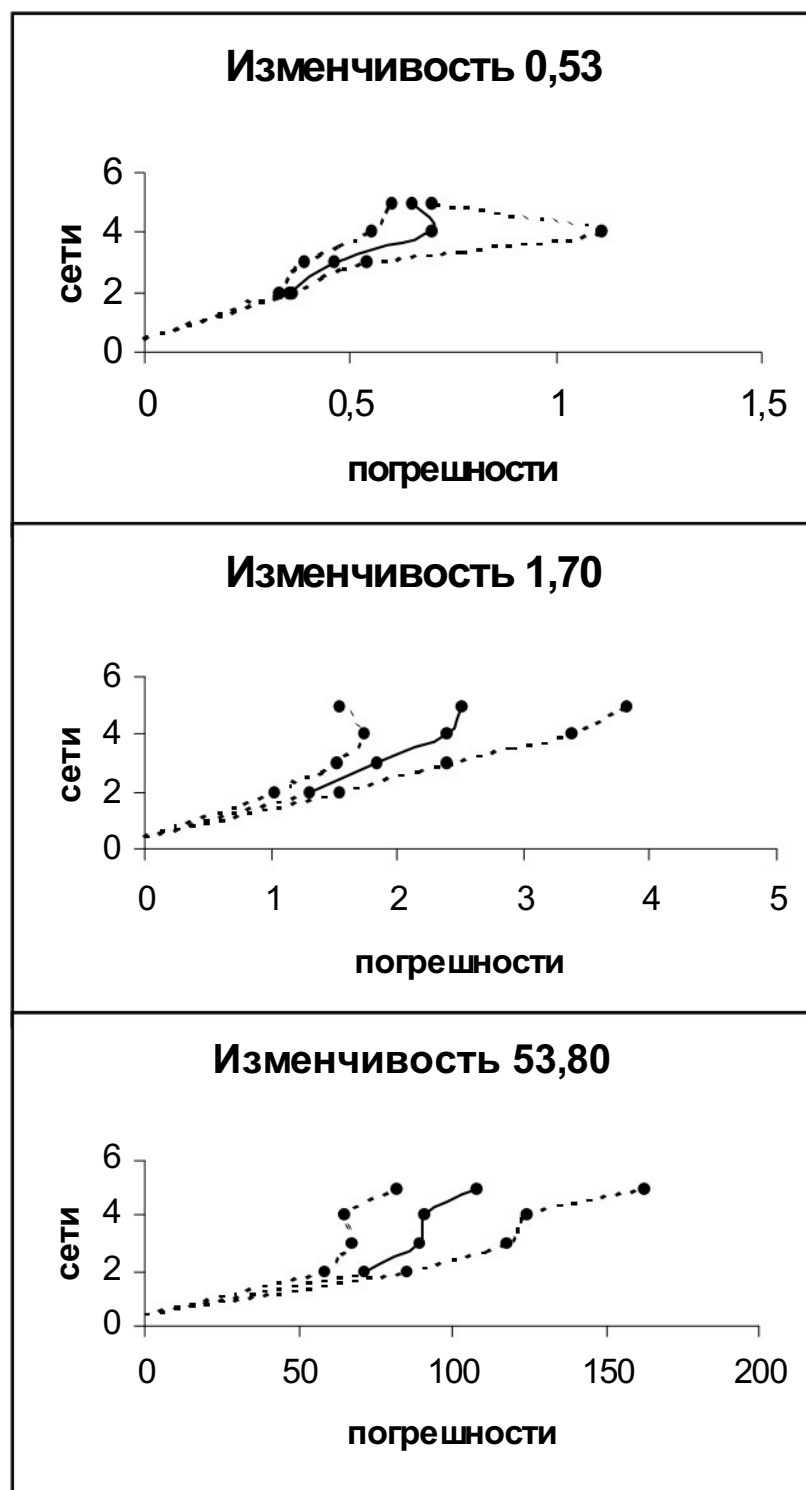 Изменчивость 0,53
6
4
2
0
сети
0 0,5 1 1,5
погрешности
Изменчивость 1,70
6
4
2
0
сети
0 1 2 3 4 5
погрешности
Изменчивость 53,80
6
4
2
0
сети
0 50 100 150 200
погрешности